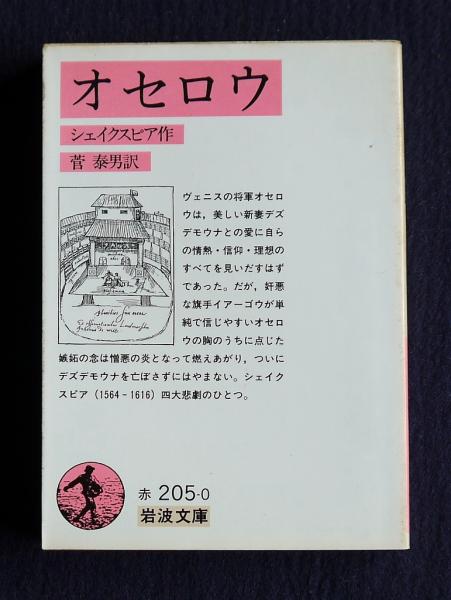 オセロウ
シェイクスピア作
菅 泰男訳
ヴェニスの将軍オセロ
ウは，美しい新妻デズ
デモウナとの愛に自ら
の情熱・信仰・理想の
すべてを見いだすはず
であった。だが，奸悪
な旗手イアーゴウが単
純で信じやすいオセロ
ウの胸のうちに点じた
嫉妬の念は憎悪の炎となって燃えあがり，ついに
デズデモウナを亡ぼさずにはやまない。シェイク
スピア（1564－1616）四大悲劇のひとつ。
赤 205-0
岩波文庫